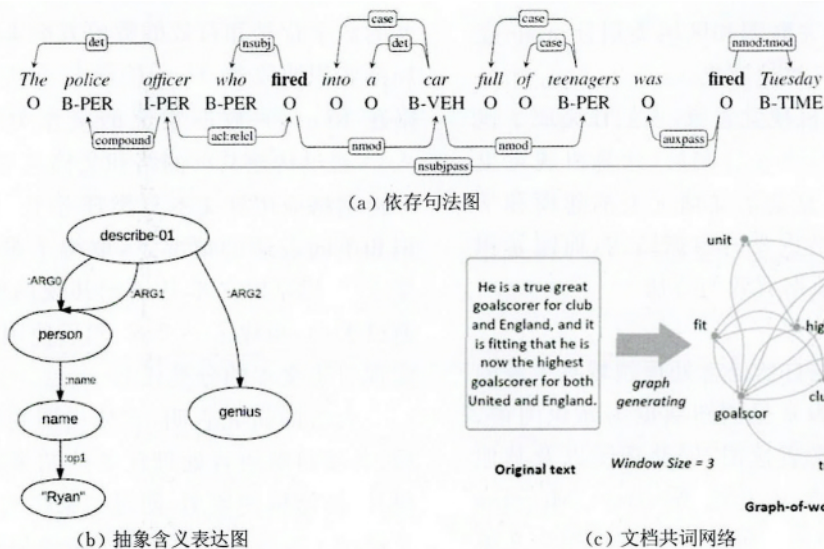 case case nmod:tmod
det nsubj det case
The police officer who fired into a car full of teenagers was fired Tuesday
O B-PER I-PER B-PER O O O B-VEH O O B-PER O O B-TIME
compound acl:relcl nmod nmod auxpass
nsubjpass
(a) 依存句法图
describe-01
:ARG0 :ARG1 :ARG2
person
:name
name
genius
:op1
"Ryan"
(b) 抽象含义表达图
He is a true great
goalscorer for club
and England, and it
is fitting that he is
now the highest
goalscorer for both
United and England.
Original text
graph
generating
Window Size = 3
unit
fit
goalscor
(c) 文档共词网络